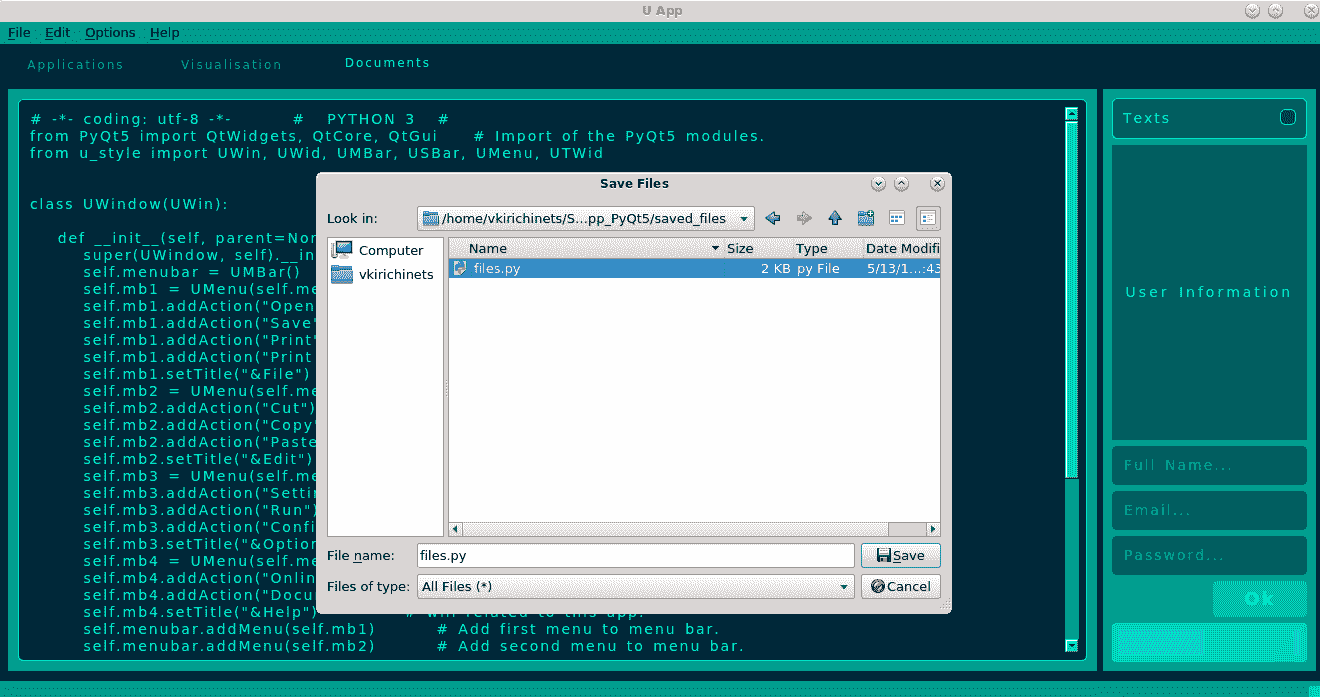 U App
File Edit Options Help
Applications Visualisation Documents
# -*- coding: utf-8 -*- # PYTHON 3 #
from PyQt5 import QtWidgets, QtCore, QtGui # Import of the PyQt5 modules.
from u_style import UWin, UWid, UMBar, USBar, UMenu, UTWid
class UWindow(UWin):
def __init__(self, parent=Nor
super(UWindow, self).__in
self.menubar = UMBar()
self.mb1 = UMenu(self.me
self.mb1.addAction("Open
self.mb1.addAction("Save"
self.mb1.addAction("Print"
self.mb1.addAction("Print
self.mb1.setTitle("&File")
self.mb2 = UMenu(self.me
self.mb2.addAction("Cut")
self.mb2.addAction("Copy"
self.mb2.addAction("Paste
self.mb2.setTitle("&Edit")
self.mb3 = UMenu(self.me
self.mb3.addAction("Settin
self.mb3.addAction("Run")
self.mb3.addAction("Confi
self.mb3.setTitle("&Option
self.mb4 = UMenu(self.me
self.mb4.addAction("Onlin
self.mb4.addAction("Docu
self.mb4.setTitle("&Help") # related to this app.
self.menubar.addMenu(self.mb1) # Add first menu to menu bar.
self.menubar.addMenu(self.mb2) # Add second menu to menu bar.
Save Files
Look in: /home/vkirichinets/S...pp_PyQt5/saved_files
Computer
vkirichinets
Name Size Type Date Modifi
files.py 2 KB py File 5/13/1...:43
File name: files.py Save
Files of type: All Files (*) Cancel
Texts
User Information
Full Name...
Email...
Password...
Ok